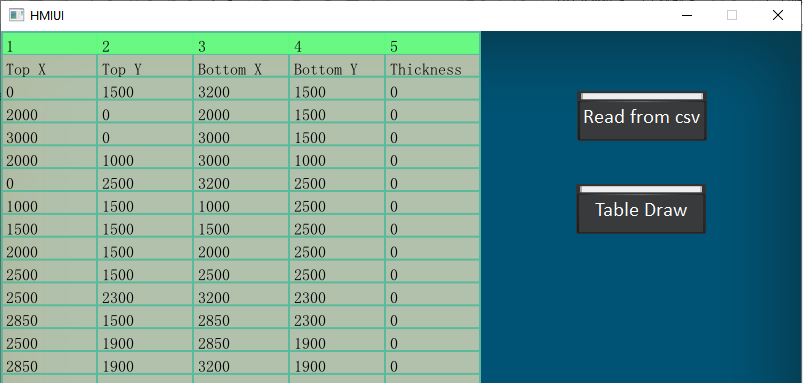 HMIUI
1 2 3 4 5
Top X Top Y Bottom X Bottom Y Thickness
0 1500 3200 1500 0
2000 0 2000 1500 0
3000 0 3000 1500 0
2000 1000 3000 1000 0
0 2500 3200 2500 0
1000 1500 1000 2500 0
1500 1500 1500 2500 0
2000 1500 2000 2500 0
2500 1500 2500 2500 0
2500 2300 3200 2300 0
2850 1500 2850 2300 0
2500 1900 2850 1900 0
2850 1900 3200 1900 0
Read from csv
Table Draw